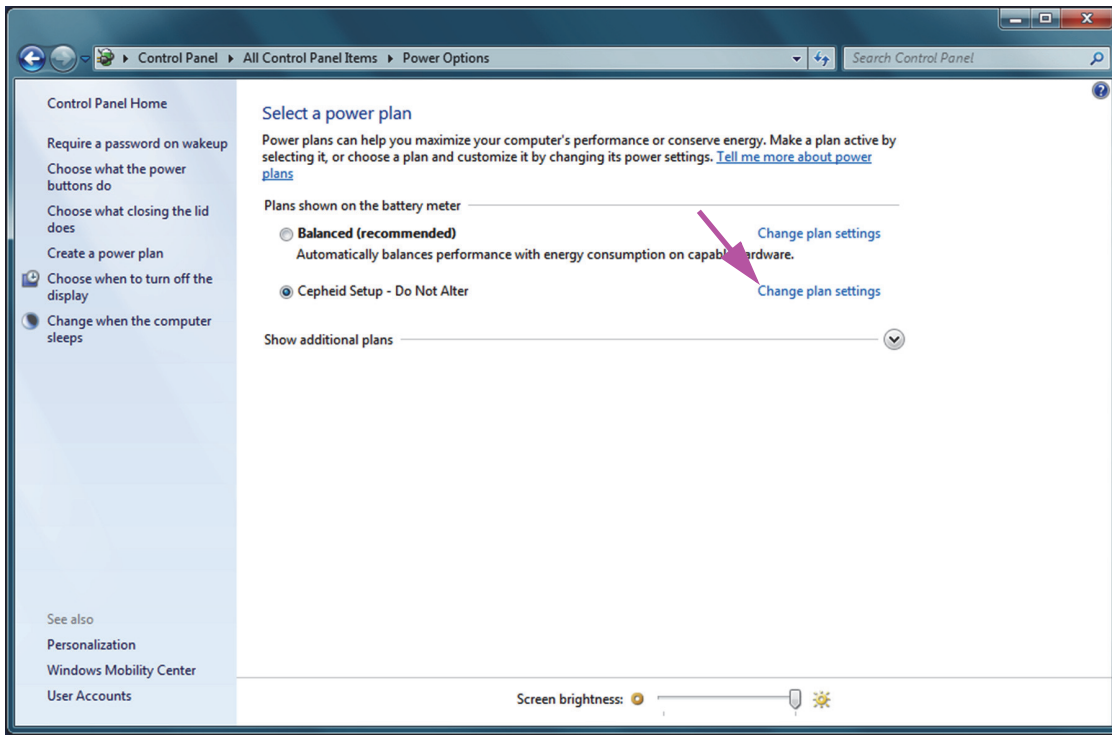 Control Panel
All Control Panel Items
Power Options
Search Control Panel
Control Panel Home
Require a password on wakeup
Choose what the power
buttons do
Choose what closing the lid
does
Create a power plan
Choose when to turn off the
display
Change when the computer
sleeps
See also
Personalization
Windows Mobility Center
User Accounts
Select a power plan
Power plans can help you maximize your computer's performance or conserve energy. Make a plan active by
selecting it, or choose a plan and customize it by changing its power settings. Tell me more about power
plans
Plans shown on the battery meter
Balanced (recommended) Change plan settings
Automatically balances performance with energy consumption on capable hardware.
Cepheid Setup - Do Not Alter Change plan settings
Show additional plans
Screen brightness: